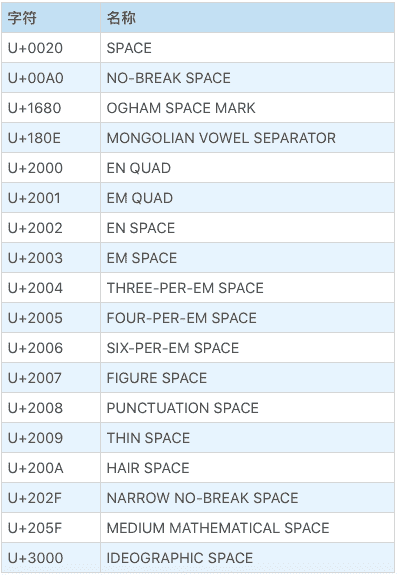 字符 名称
U+0020 SPACE
U+00A0 NO-BREAK SPACE
U+1680 OGHAM SPACE MARK
U+180E MONGOLIAN VOWEL SEPARATOR
U+2000 EN QUAD
U+2001 EM QUAD
U+2002 EN SPACE
U+2003 EM SPACE
U+2004 THREE-PER-EM SPACE
U+2005 FOUR-PER-EM SPACE
U+2006 SIX-PER-EM SPACE
U+2007 FIGURE SPACE
U+2008 PUNCTUATION SPACE
U+2009 THIN SPACE
U+200A HAIR SPACE
U+202F NARROW NO-BREAK SPACE
U+205F MEDIUM MATHEMATICAL SPACE
U+3000 IDEOGRAPHIC SPACE